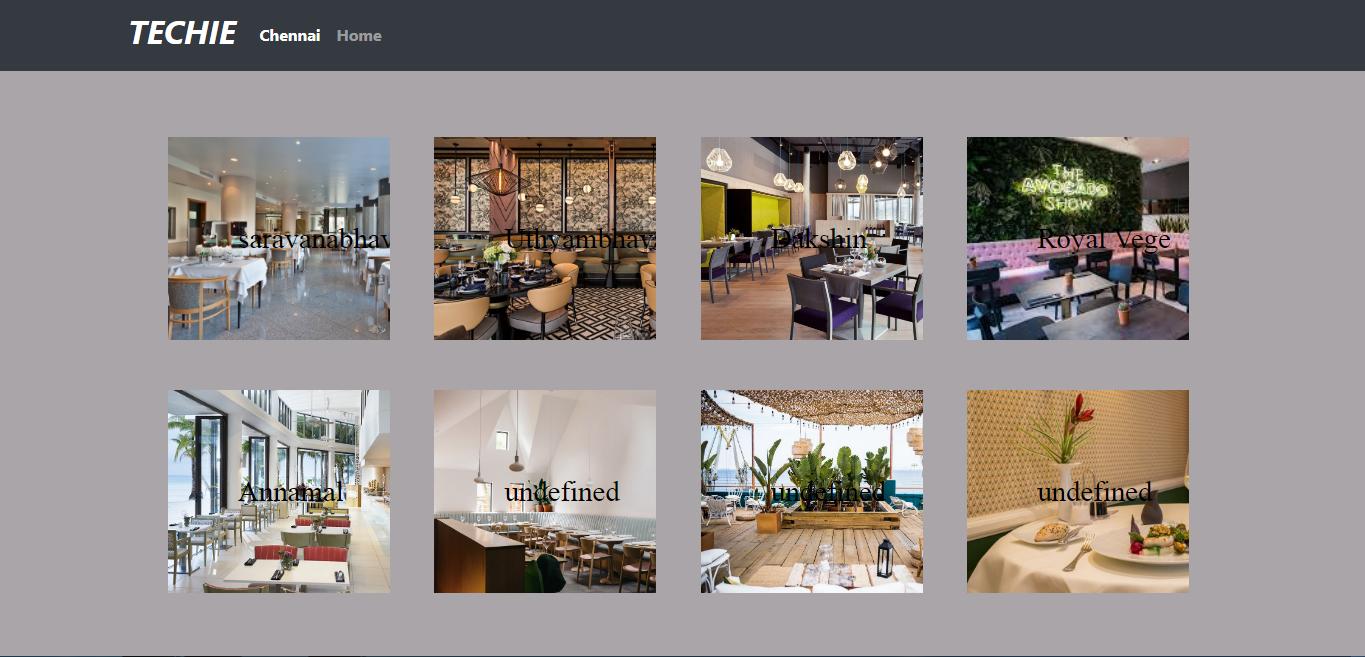 TECHIE Chennai Home
THE
AVOCADO
SHOW
saravanabhav Uthyambhav Dakshin Royal Vege
Annamal undefined undefined undefined